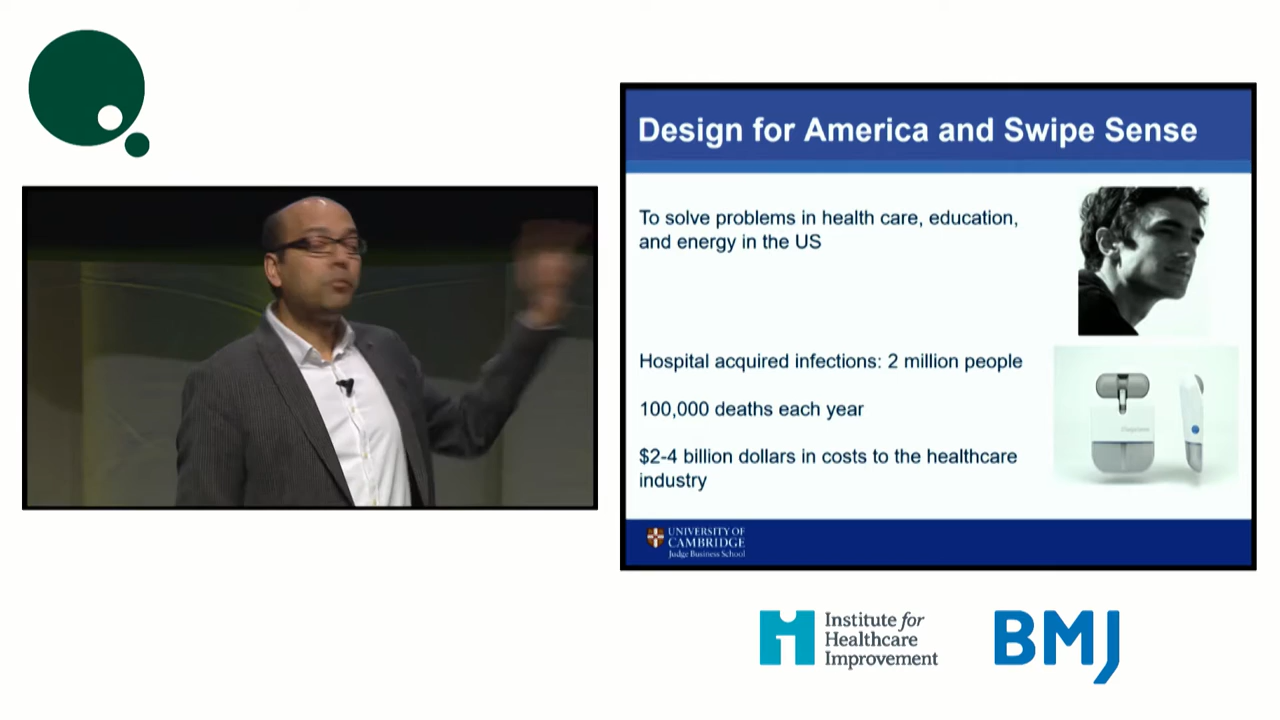 Design for America and Swipe Sense
To solve problems in health care, education,
and energy in the US
Hospital acquired infections: 2 million people
100,000 deaths each year
$2-4 billion dollars in costs to the healthcare
industry
UNIVERSITY OF
CAMBRIDGE
Judge Business School
Institute for
Healthcare
Improvement
BMJ